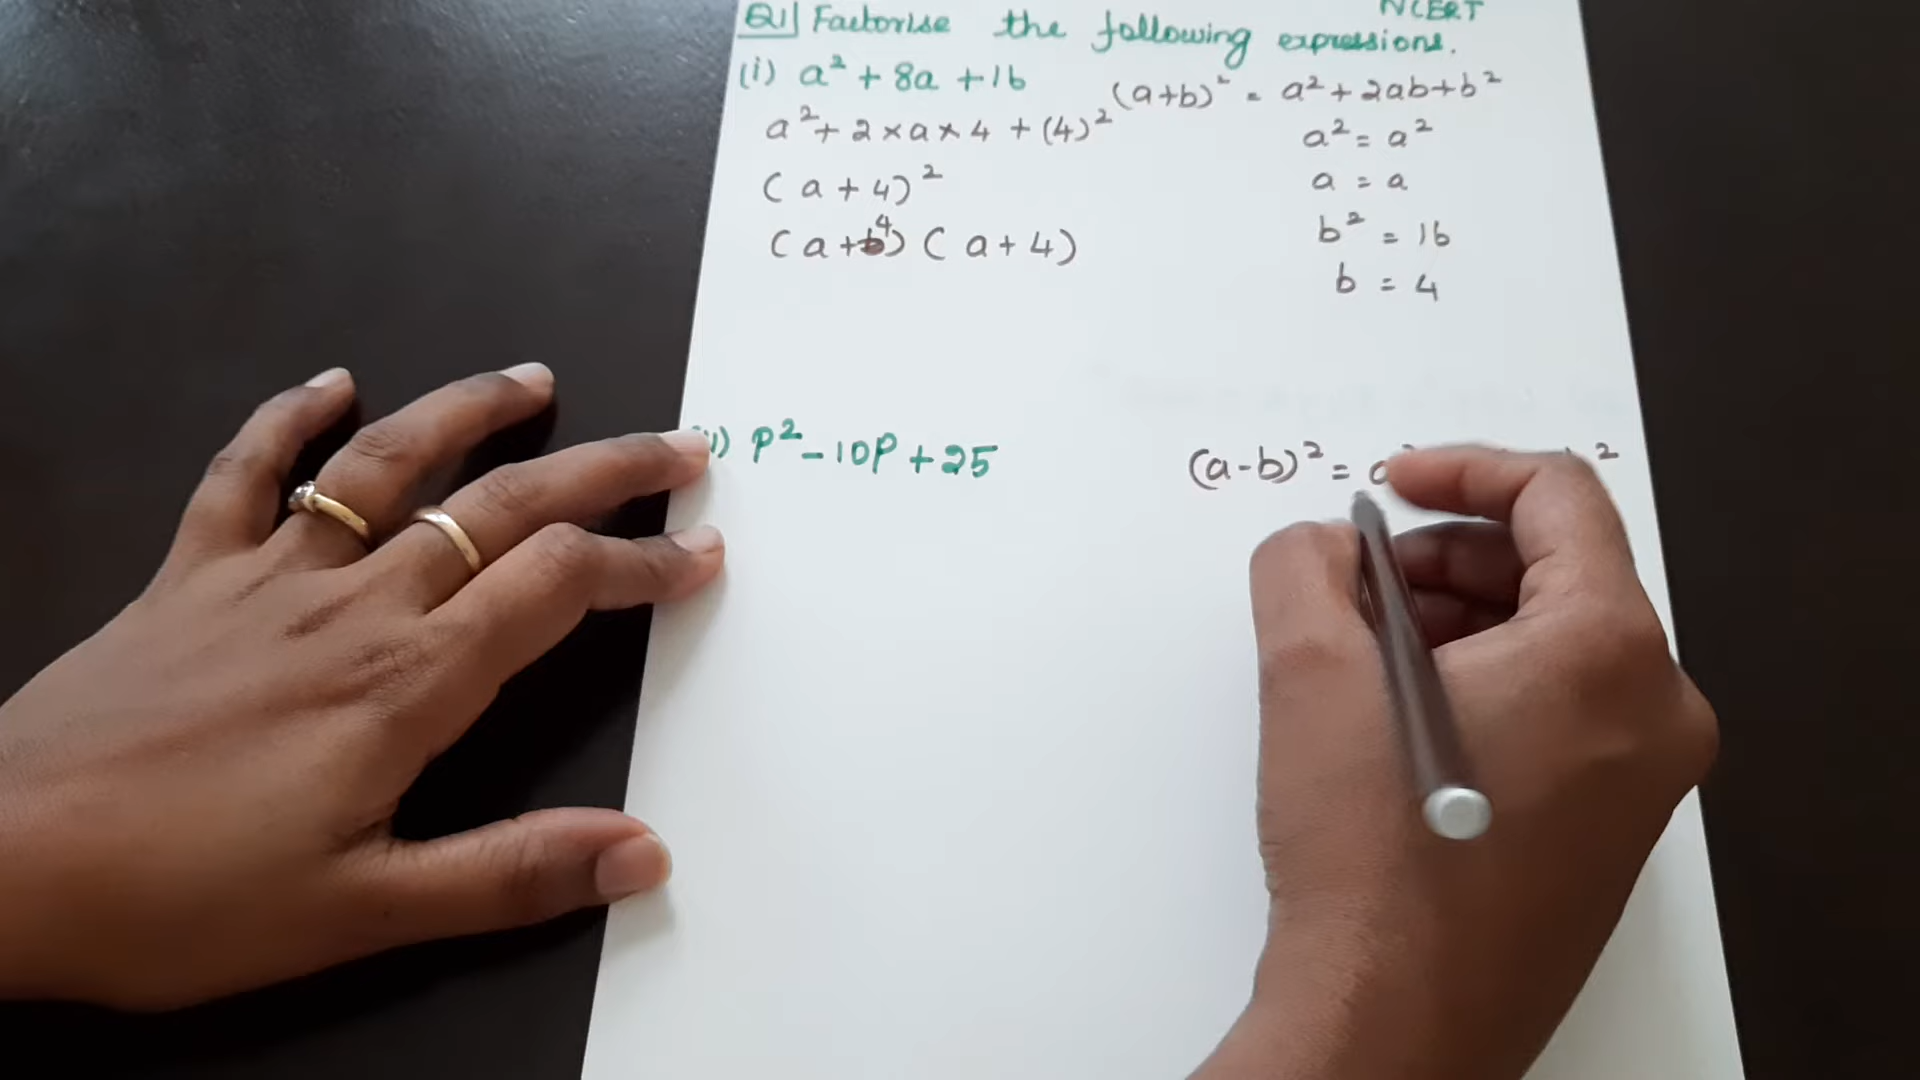 NCERT
Q1 Factorise the following expressions.
(i) a² + 8a + 16
(a+b)² = a² + 2ab + b²
a² + 2 × a × 4 + (4)²
a² = a²
(a + 4)²
a = a
(a + 4) (a + 4)
b² = 16
b = 4
p² - 10p + 25
(a-b)² =